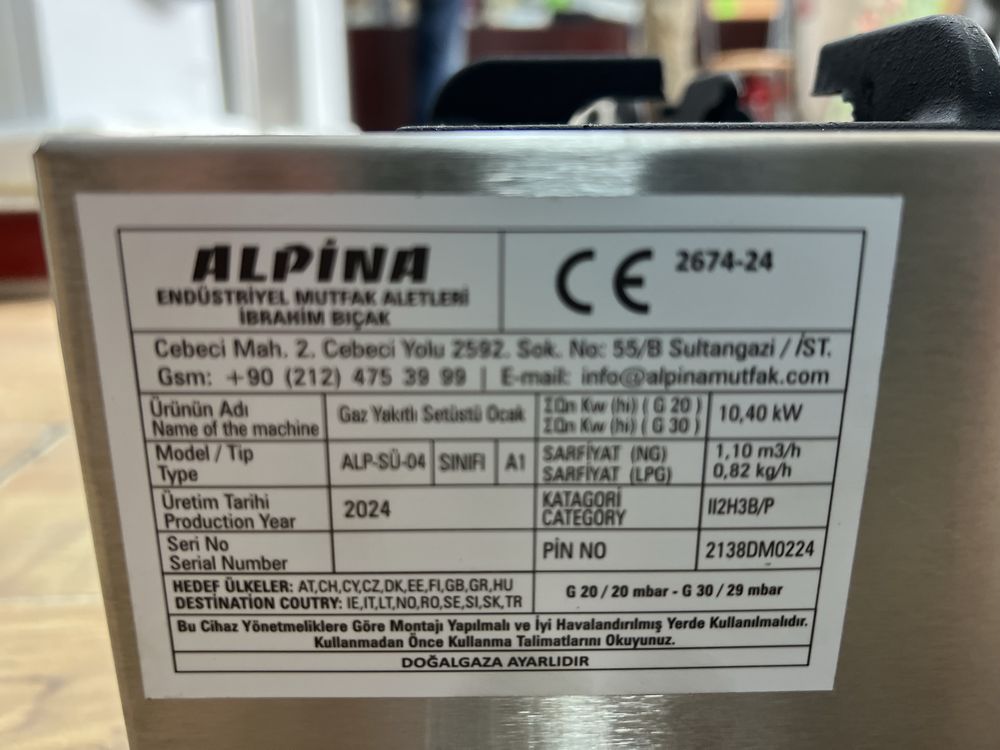 ALPİNA
ENDÜSTRİYEL MUTFAK ALETLERİ
İBRAHİM BIÇAK
CE 2674-24
Cebeci Mah. 2. Cebeci Yolu 2592. Sok. No: 55/B Sultangazi / İST.
Gsm: +90 (212) 475 39 99 | E-mail: info@alpinamutfak.com
Ürünün Adı
Name of the machine
Gaz Yakıtlı Setüstü Ocak
ΣQn Kw (hi) ( G 20 )
ΣQn Kw (hi) ( G 30 )
10,40 kW
Model / Tip
Type
ALP-SÜ-04 SINIFI A1
SARFİYAT (NG)
SARFİYAT (LPG)
1,10 m3/h
0,82 kg/h
Üretim Tarihi
Production Year
2024
KATAGORİ
CATEGORY
II2H3B/P
Seri No
Serial Number
PİN NO
2138DM0224
HEDEF ÜLKELER: AT,CH,CY,CZ,DK,EE,FI,GB,GR,HU
DESTINATION COUTRY: IE,IT,LT,NO,RO,SE,SI,SK,TR
G 20 / 20 mbar - G 30 / 29 mbar
Bu Cihaz Yönetmeliklere Göre Montajı Yapılmalı ve İyi Havalandırılmış Yerde Kullanılmalıdır.
Kullanmadan Önce Kullanma Talimatlarını Okuyunuz.
DOĞALGAZA AYARLIDIR